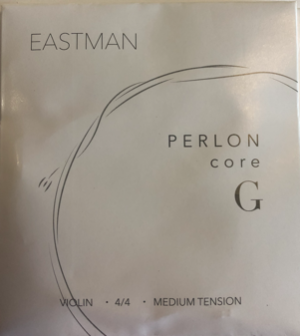 EASTMAN
PERLON
core
G
VIOLIN · 4/4 · MEDIUM TENSION